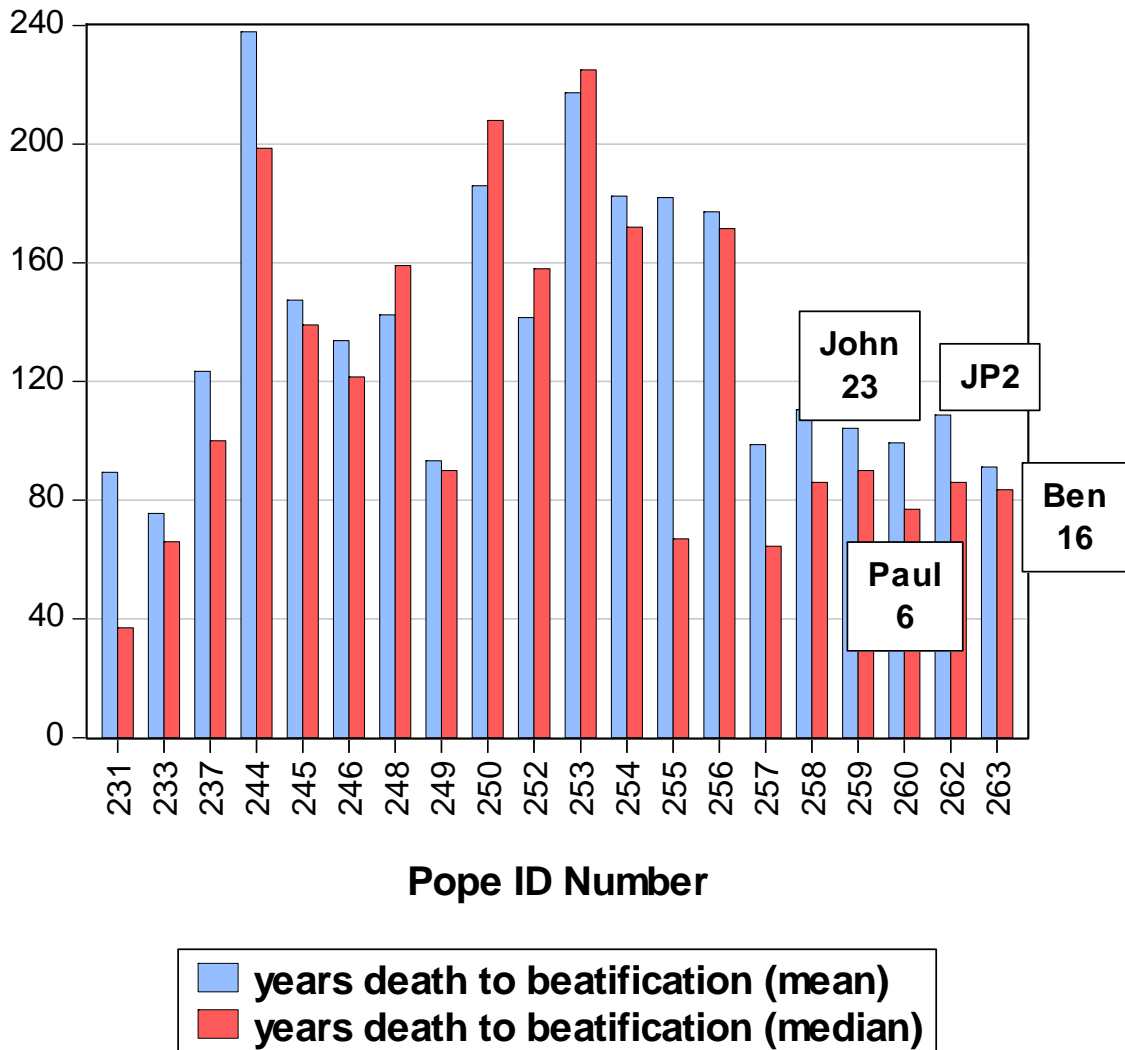 240
200
160
120
80
40
0
John
23
JP2
Ben
16
Paul
6
231 233 237 244 245 246 248 249 250 252 253 254 255 256 257 258 259 260 262 263
Pope ID Number
years death to beatification (mean)
years death to beatification (median)